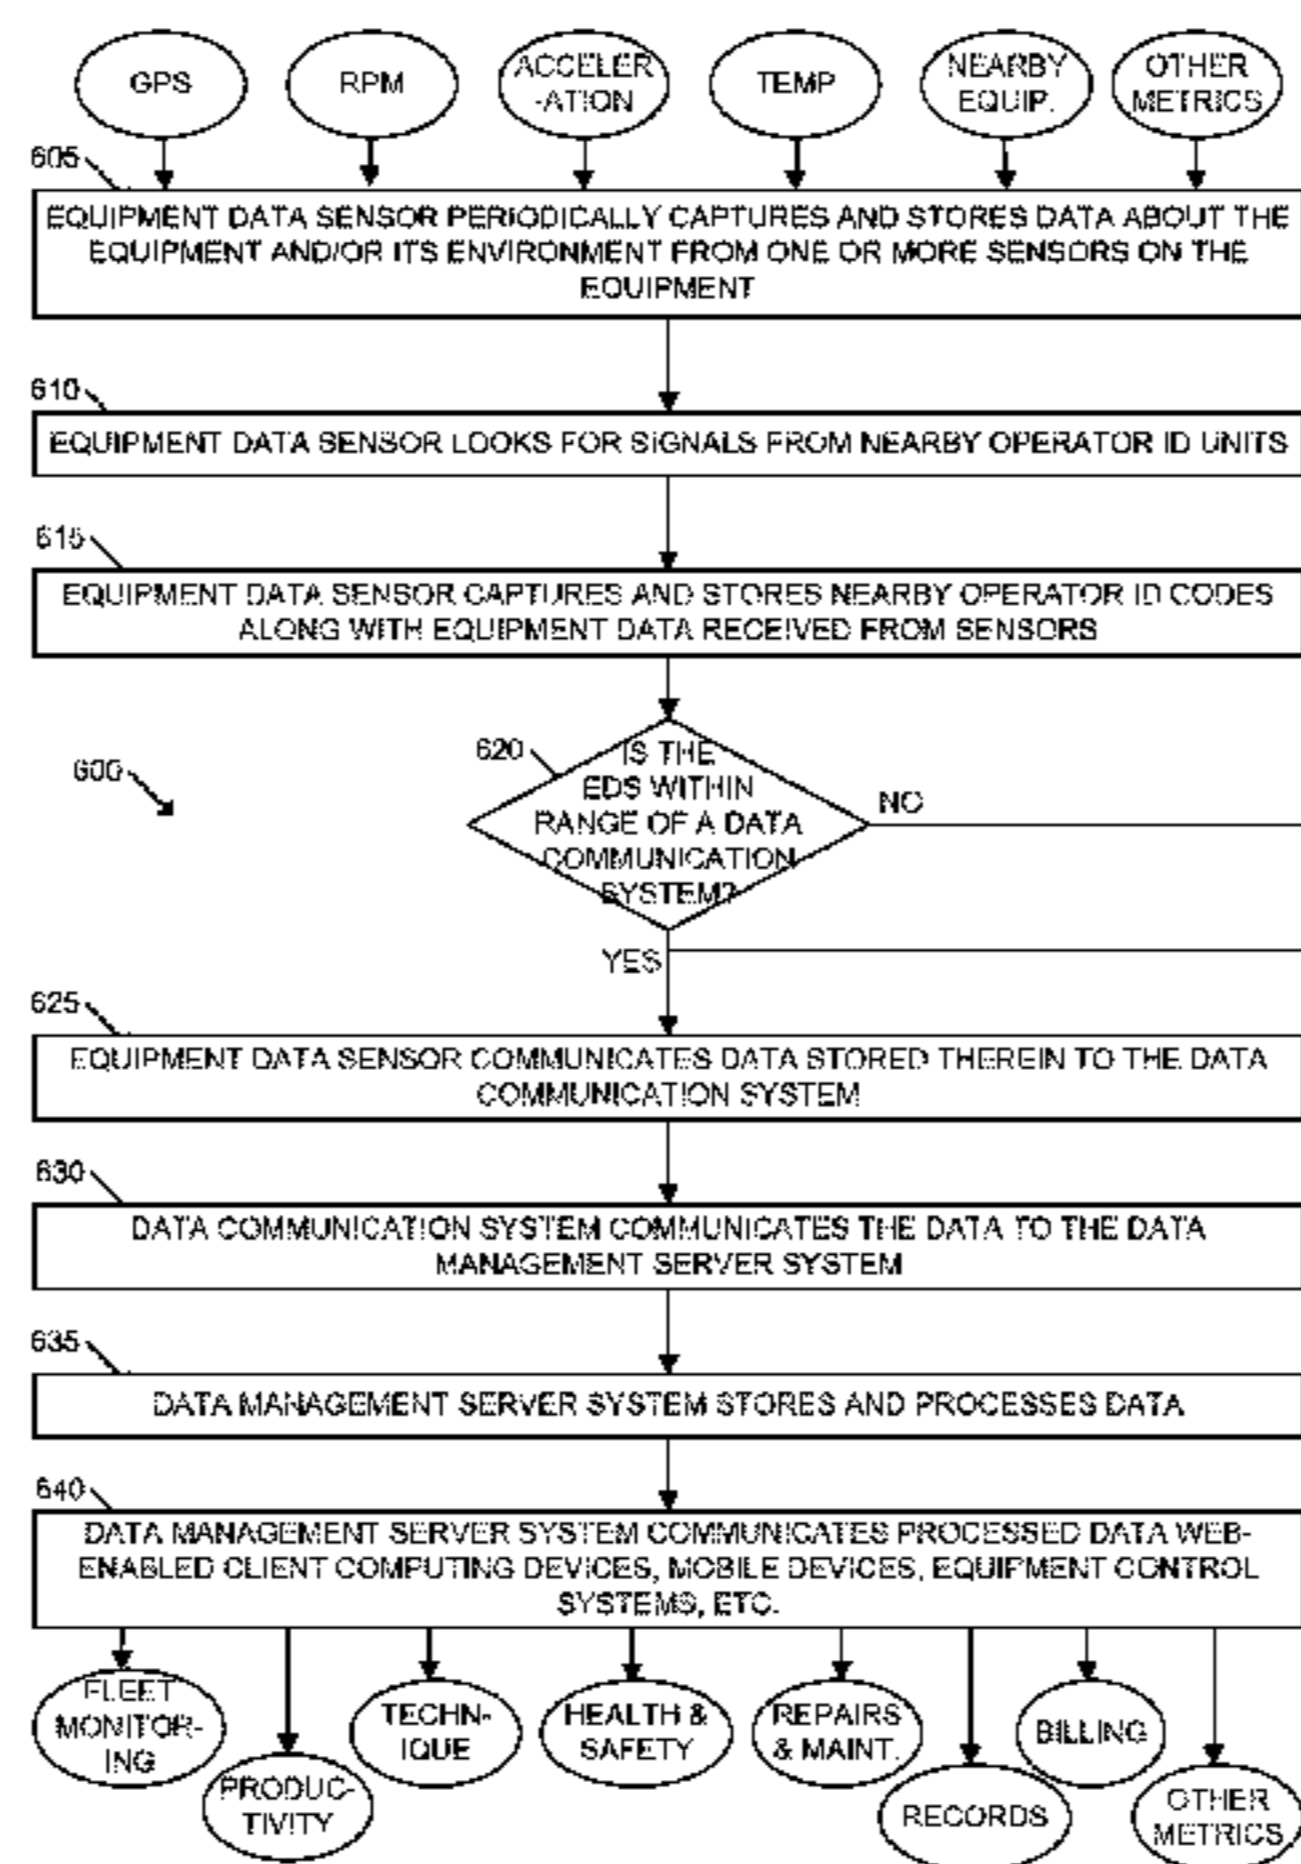 GPS
RPM
ACCELER
-ATION
TEMP
NEARBY
EQUIP.
OTHER
METRICS
605
EQUIPMENT DATA SENSOR PERIODICALLY CAPTURES AND STORES DATA ABOUT THE
EQUIPMENT AND/OR ITS ENVIRONMENT FROM ONE OR MORE SENSORS ON THE
EQUIPMENT
610
EQUIPMENT DATA SENSOR LOOKS FOR SIGNALS FROM NEARBY OPERATOR ID UNITS
615
EQUIPMENT DATA SENSOR CAPTURES AND STORES NEARBY OPERATOR ID CODES
ALONG WITH EQUIPMENT DATA RECEIVED FROM SENSORS
600
620
IS THE
EDS WITHIN
RANGE OF A DATA
COMMUNICATION
SYSTEM?
NO
YES
625
EQUIPMENT DATA SENSOR COMMUNICATES DATA STORED THEREIN TO THE DATA
COMMUNICATION SYSTEM
630
DATA COMMUNICATION SYSTEM COMMUNICATES THE DATA TO THE DATA
MANAGEMENT SERVER SYSTEM
635
DATA MANAGEMENT SERVER SYSTEM STORES AND PROCESSES DATA
640
DATA MANAGEMENT SERVER SYSTEM COMMUNICATES PROCESSED DATA WEB-
ENABLED CLIENT COMPUTING DEVICES, MOBILE DEVICES, EQUIPMENT CONTROL
SYSTEMS, ETC.
FLEET
MONITOR-
ING
PRODUC-
TIVITY
TECHN-
IQUE
HEALTH &
SAFETY
REPAIRS
& MAINT.
RECORDS
BILLING
OTHER
METRICS